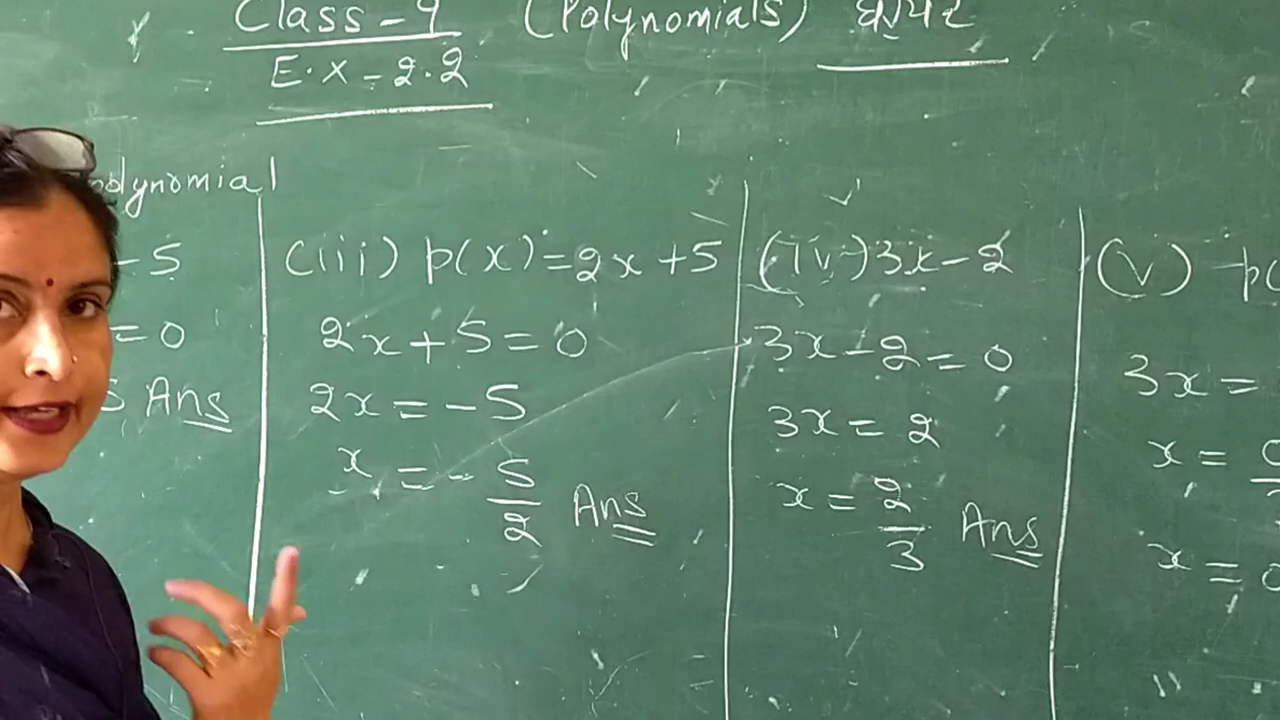 Class - 9 (Polynomials)
E.X - 2.2
polynomial
- 5
= 0
5 Ans
(iii) p(x) = 2x + 5
2x + 5 = 0
2x = - 5
x = - 5/2 Ans
(iv) 3x - 2
3x - 2 = 0
3x = 2
x = 2/3 Ans
(v) p(
3x =
x =
x = 0